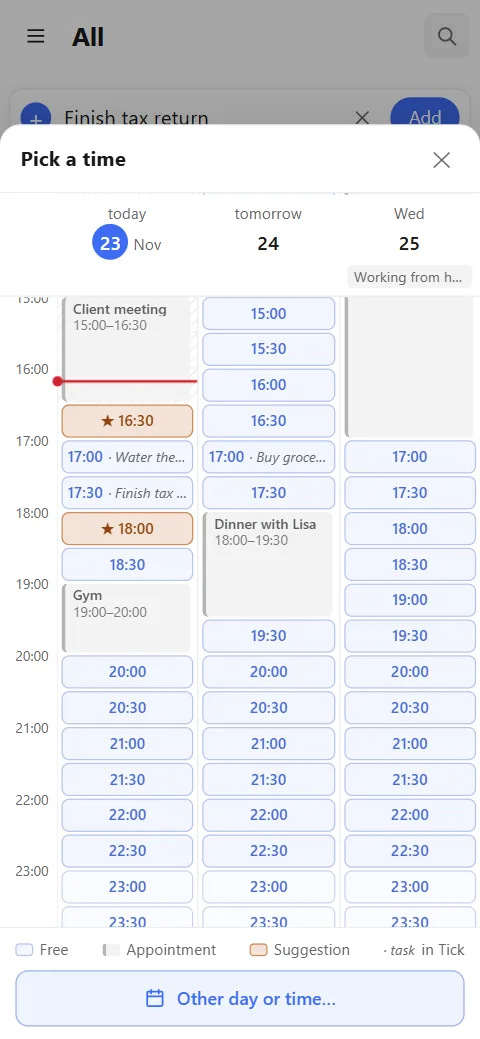 All
Finish tax return
Add
Pick a time
today
tomorrow
Wed
23 Nov
24
25
Working from h...
15:00
Client meeting
15:00–16:30
15:00
15:30
16:00
16:00
★ 16:30
16:30
17:00
17:00 · Water the...
17:00 · Buy groce...
17:00
17:30 · Finish tax ...
17:30
17:30
18:00
★ 18:00
Dinner with Lisa
18:00–19:30
18:00
18:30
18:30
19:00
Gym
19:00–20:00
19:00
19:30
19:30
20:00
20:00
20:00
20:00
20:30
20:30
20:30
21:00
21:00
21:00
21:00
21:30
21:30
21:30
22:00
22:00
22:00
22:00
22:30
22:30
22:30
23:00
23:00
23:00
23:00
23:30
23:30
23:30
Free
Appointment
Suggestion
· task in Tick
Other day or time...